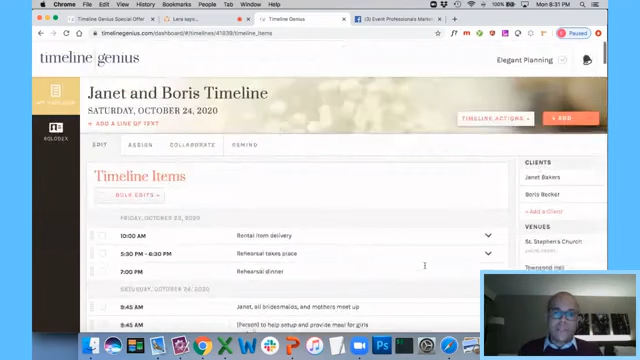 Chrome File Edit View History Bookmarks People Tab Window Help
100%
Mon 8:31 PM
Timeline Genius Special Offer
Lera says...
Timeline Genius
(3) Event Professionals Market
timelinegenius.com/dashboard/#/timelines/41839/timeline_items
Paused
timeline genius
Elegant Planning
Janet and Boris Timeline
SATURDAY, OCTOBER 24, 2020
+ ADD A LINE OF TEXT
TIMELINE ACTIONS
+ ADD
ROLODEX
EDIT ASSIGN COLLABORATE REMIND
CLIENTS
Timeline Items
Janet Bakers
BULK EDITS
Boris Becker
+ Add a Client
FRIDAY, OCTOBER 23, 2020
VENUES
10:00 AM Rental item delivery
St. Stephen's Church
5:30 PM - 6:30 PM Rehearsal takes place
Townsend Hall
7:00 PM Rehearsal dinner
SATURDAY, OCTOBER 24, 2020
9:45 AM Janet, all bridesmaids, and mothers meet up
9:45 AM [Person] to help setup and provide meal for girls